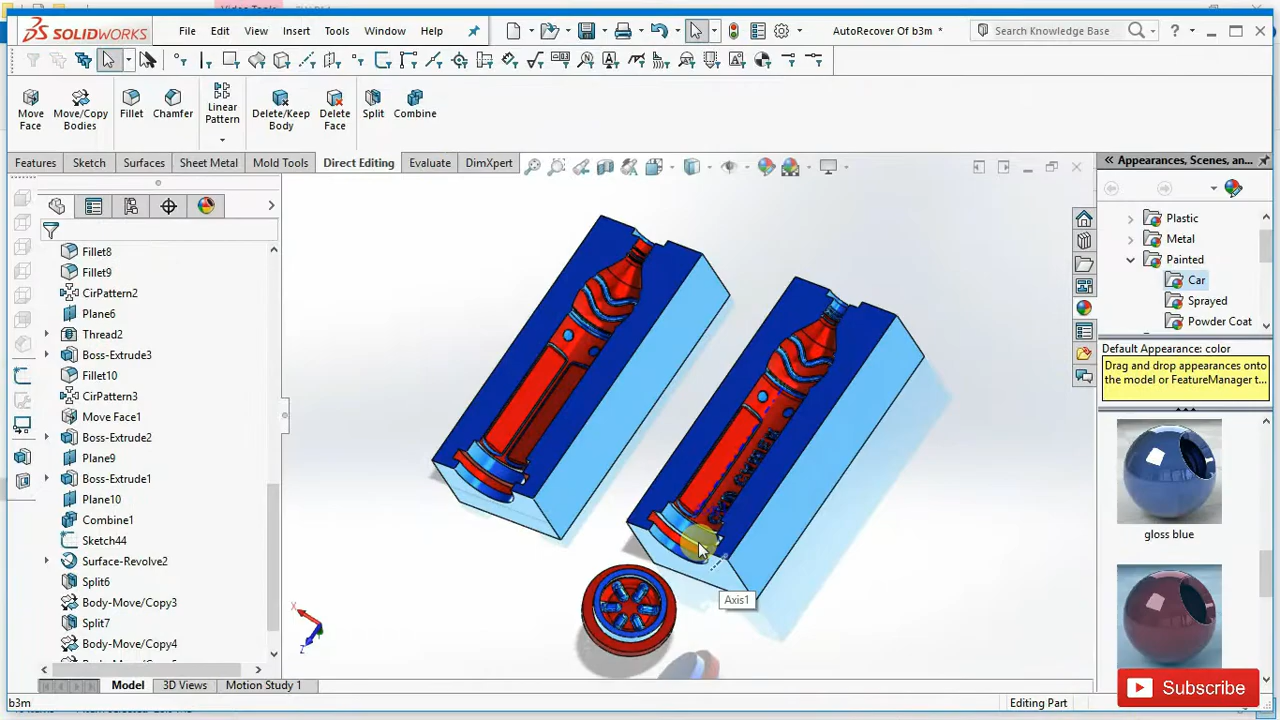 SOLIDWORKS
File Edit View Insert Tools Window Help
AutoRecover Of b3m *
Search Knowledge Base
Move Face
Move/Copy Bodies
Fillet
Chamfer
Linear Pattern
Delete/Keep Body
Delete Face
Split
Combine
Features Sketch Surfaces Sheet Metal Mold Tools Direct Editing Evaluate DimXpert
Fillet8
Fillet9
CirPattern2
Plane6
Thread2
Boss-Extrude3
Fillet10
CirPattern3
Move Face1
Boss-Extrude2
Plane9
Boss-Extrude1
Plane10
Combine1
Sketch44
Surface-Revolve2
Split6
Body-Move/Copy3
Split7
Body-Move/Copy4
X
Z
Axis1
Appearances, Scenes, an...
Plastic
Metal
Painted
Car
Sprayed
Powder Coat
Default Appearance: color
Drag and drop appearances onto
the model or FeatureManager t...
gloss blue
Subscribe
Model 3D Views Motion Study 1
b3m
Editing Part